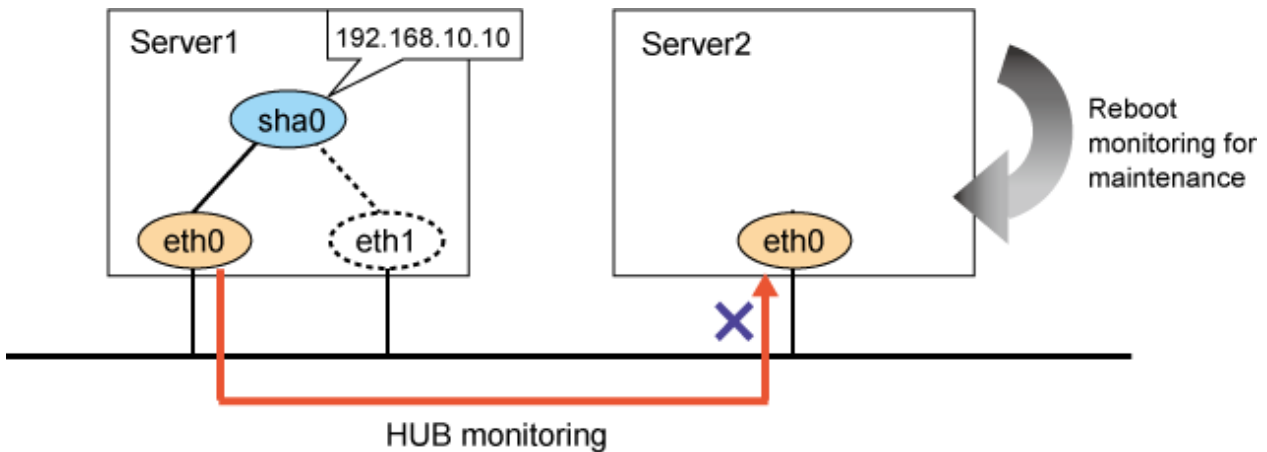 Server1
192.168.10.10
Server2
sha0
Reboot
monitoring for
maintenance
eth0
eth1
eth0
HUB monitoring